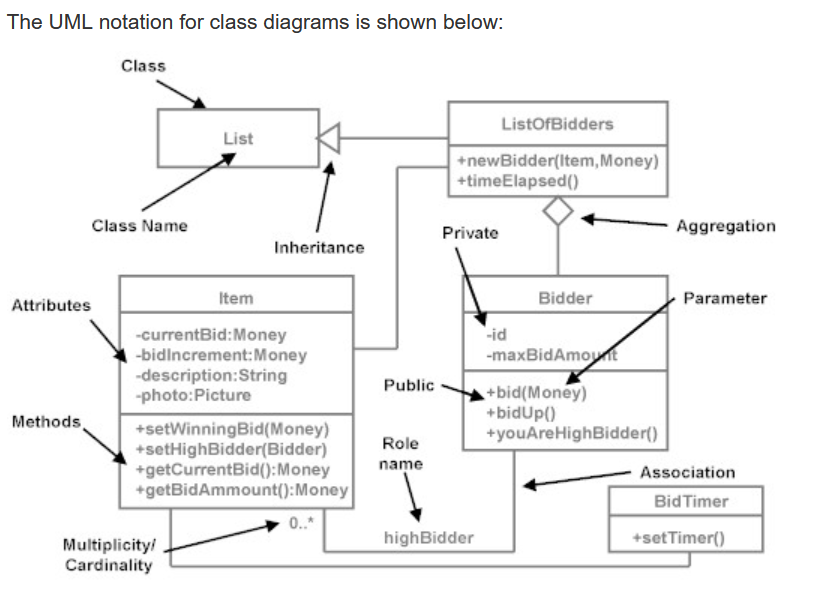 The UML notation for class diagrams is shown below:
Class
List
ListOfBidders
+newBidder(Item,Money)
+timeElapsed()
Class Name
Inheritance
Private
Aggregation
Attributes
Item
-currentBid:Money
-bidIncrement:Money
-description:String
-photo:Picture
Bidder
-id
-maxBidAmount
Parameter
Public
+bid(Money)
+bidUp()
+youAreHighBidder()
Methods
+setWinningBid(Money)
+setHighBidder(Bidder)
+getCurrentBid():Money
+getBidAmmount():Money
Role
name
Association
BidTimer
+setTimer()
0..*
highBidder
Multiplicity/
Cardinality